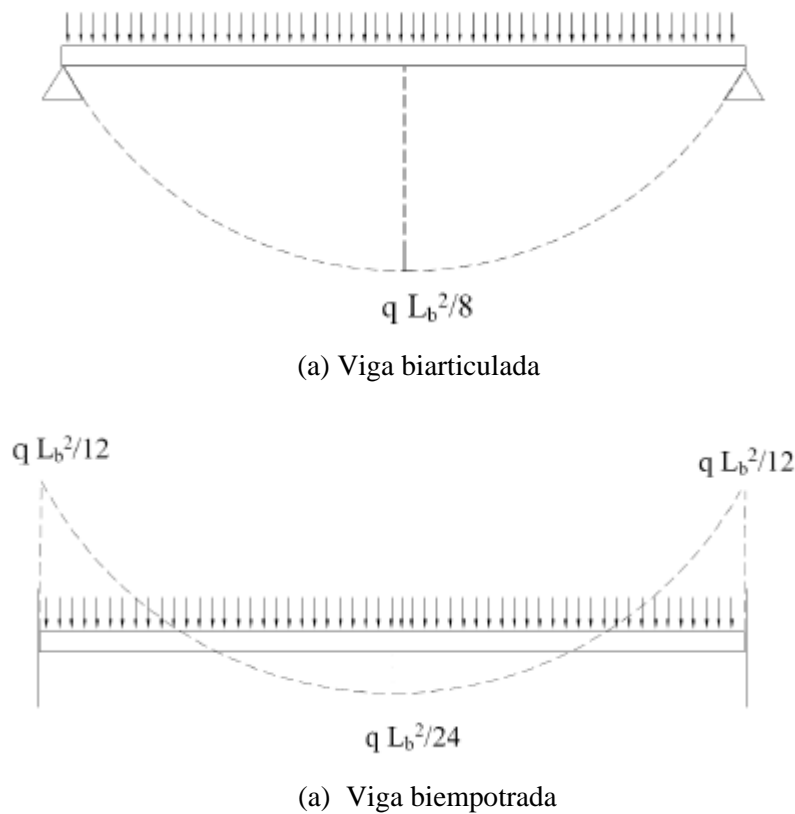 q L_b²/8
(a) Viga biarticulada
q L_b²/12
q L_b²/12
q L_b²/24
(a) Viga biempotrada